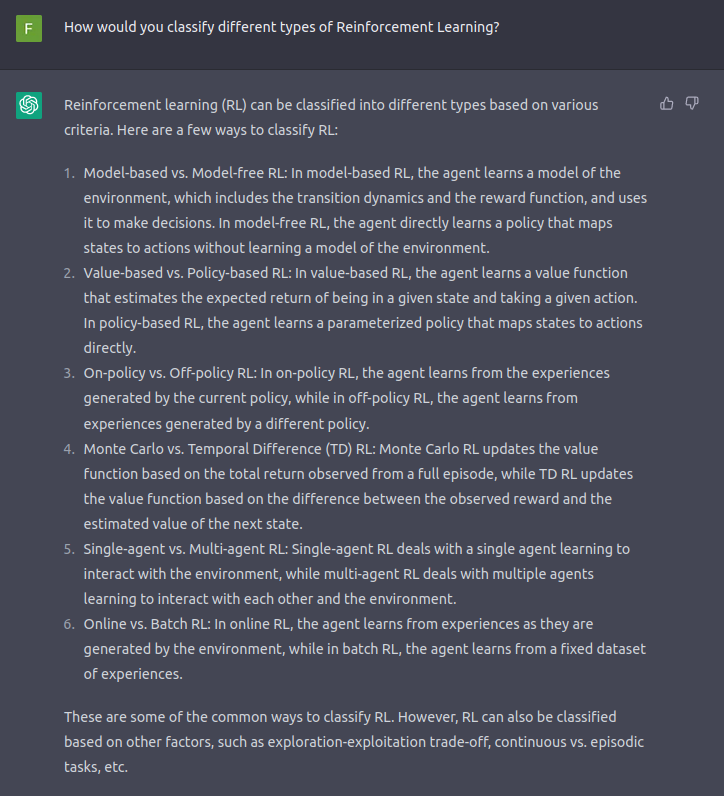 F
How would you classify different types of Reinforcement Learning?
Reinforcement learning (RL) can be classified into different types based on various
criteria. Here are a few ways to classify RL:
1. Model-based vs. Model-free RL: In model-based RL, the agent learns a model of the
environment, which includes the transition dynamics and the reward function, and uses
it to make decisions. In model-free RL, the agent directly learns a policy that maps
states to actions without learning a model of the environment.
2. Value-based vs. Policy-based RL: In value-based RL, the agent learns a value function
that estimates the expected return of being in a given state and taking a given action.
In policy-based RL, the agent learns a parameterized policy that maps states to actions
directly.
3. On-policy vs. Off-policy RL: In on-policy RL, the agent learns from the experiences
generated by the current policy, while in off-policy RL, the agent learns from
experiences generated by a different policy.
4. Monte Carlo vs. Temporal Difference (TD) RL: Monte Carlo RL updates the value
function based on the total return observed from a full episode, while TD RL updates
the value function based on the difference between the observed reward and the
estimated value of the next state.
5. Single-agent vs. Multi-agent RL: Single-agent RL deals with a single agent learning to
interact with the environment, while multi-agent RL deals with multiple agents
learning to interact with each other and the environment.
6. Online vs. Batch RL: In online RL, the agent learns from experiences as they are
generated by the environment, while in batch RL, the agent learns from a fixed dataset
of experiences.
These are some of the common ways to classify RL. However, RL can also be classified
based on other factors, such as exploration-exploitation trade-off, continuous vs. episodic
tasks, etc.